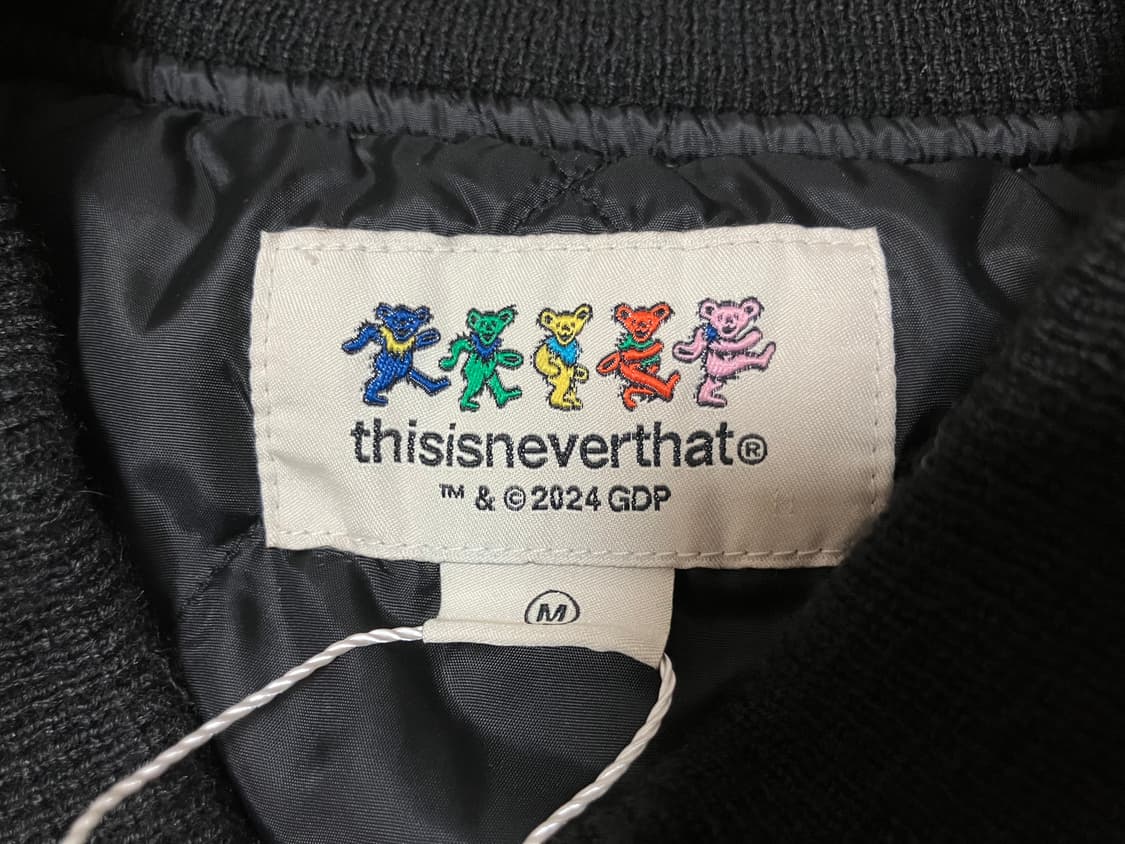 thisisneverthat®
™ & © 2024 GDP
M